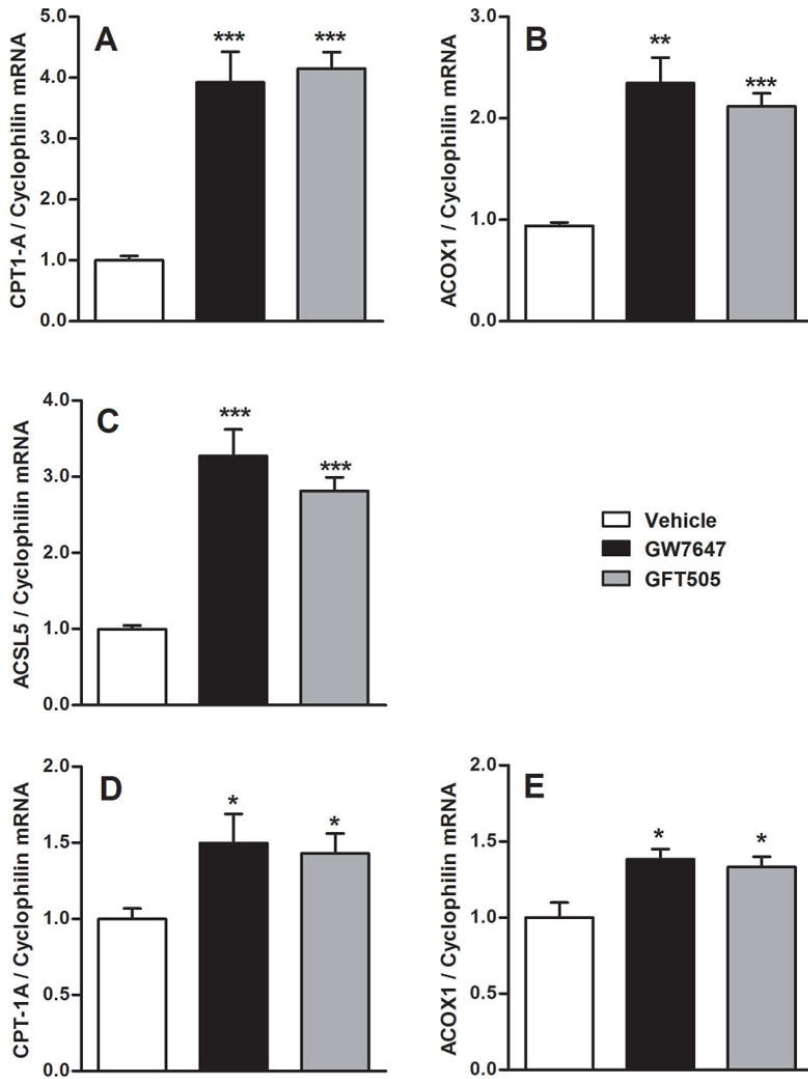 A
CPT1-A / Cyclophilin mRNA
5.0
4.0
3.0
2.0
1.0
0.0
***
***
B
ACOX1 / Cyclophilin mRNA
3.0
2.0
1.0
0.0
**
***
C
ACSL5 / Cyclophilin mRNA
4.0
3.0
2.0
1.0
0.0
***
***
Vehicle
GW7647
GFT505
D
CPT-1A / Cyclophilin mRNA
2.0
1.5
1.0
0.5
0.0
*
*
E
ACOX1 / Cyclophilin mRNA
2.0
1.5
1.0
0.5
0.0
*
*